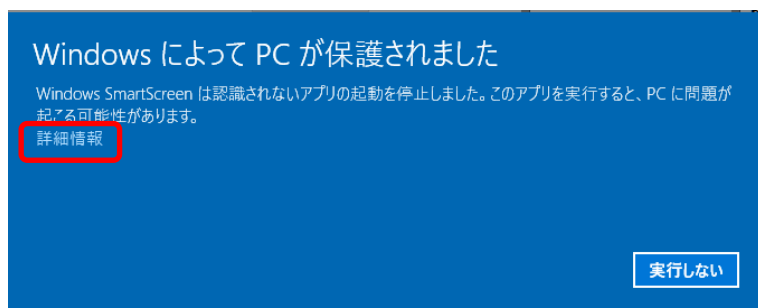 Windows によって PC が保護されました
Windows SmartScreen は認識されないアプリの起動を停止しました。このアプリを実行すると、PC に問題が
起こる可能性があります。
詳細情報
実行しない